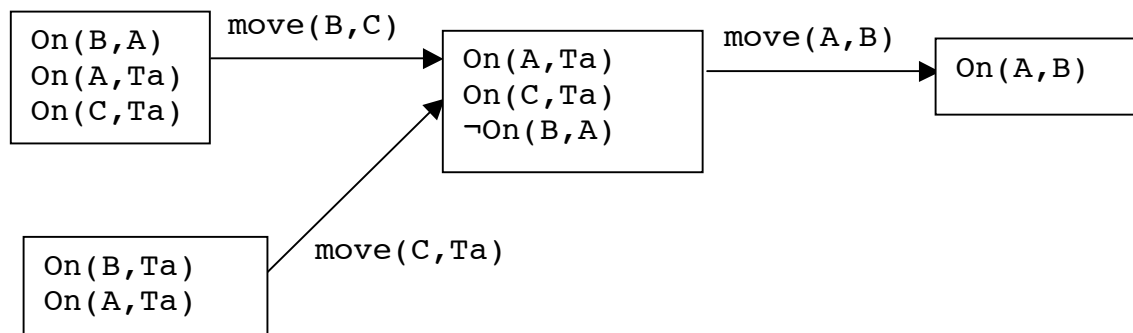 On(B,A)
On(A,Ta)
On(C,Ta)
move(B,C)
On(A,Ta)
On(C,Ta)
¬On(B,A)
move(A,B)
On(A,B)
On(B,Ta)
On(A,Ta)
move(C,Ta)